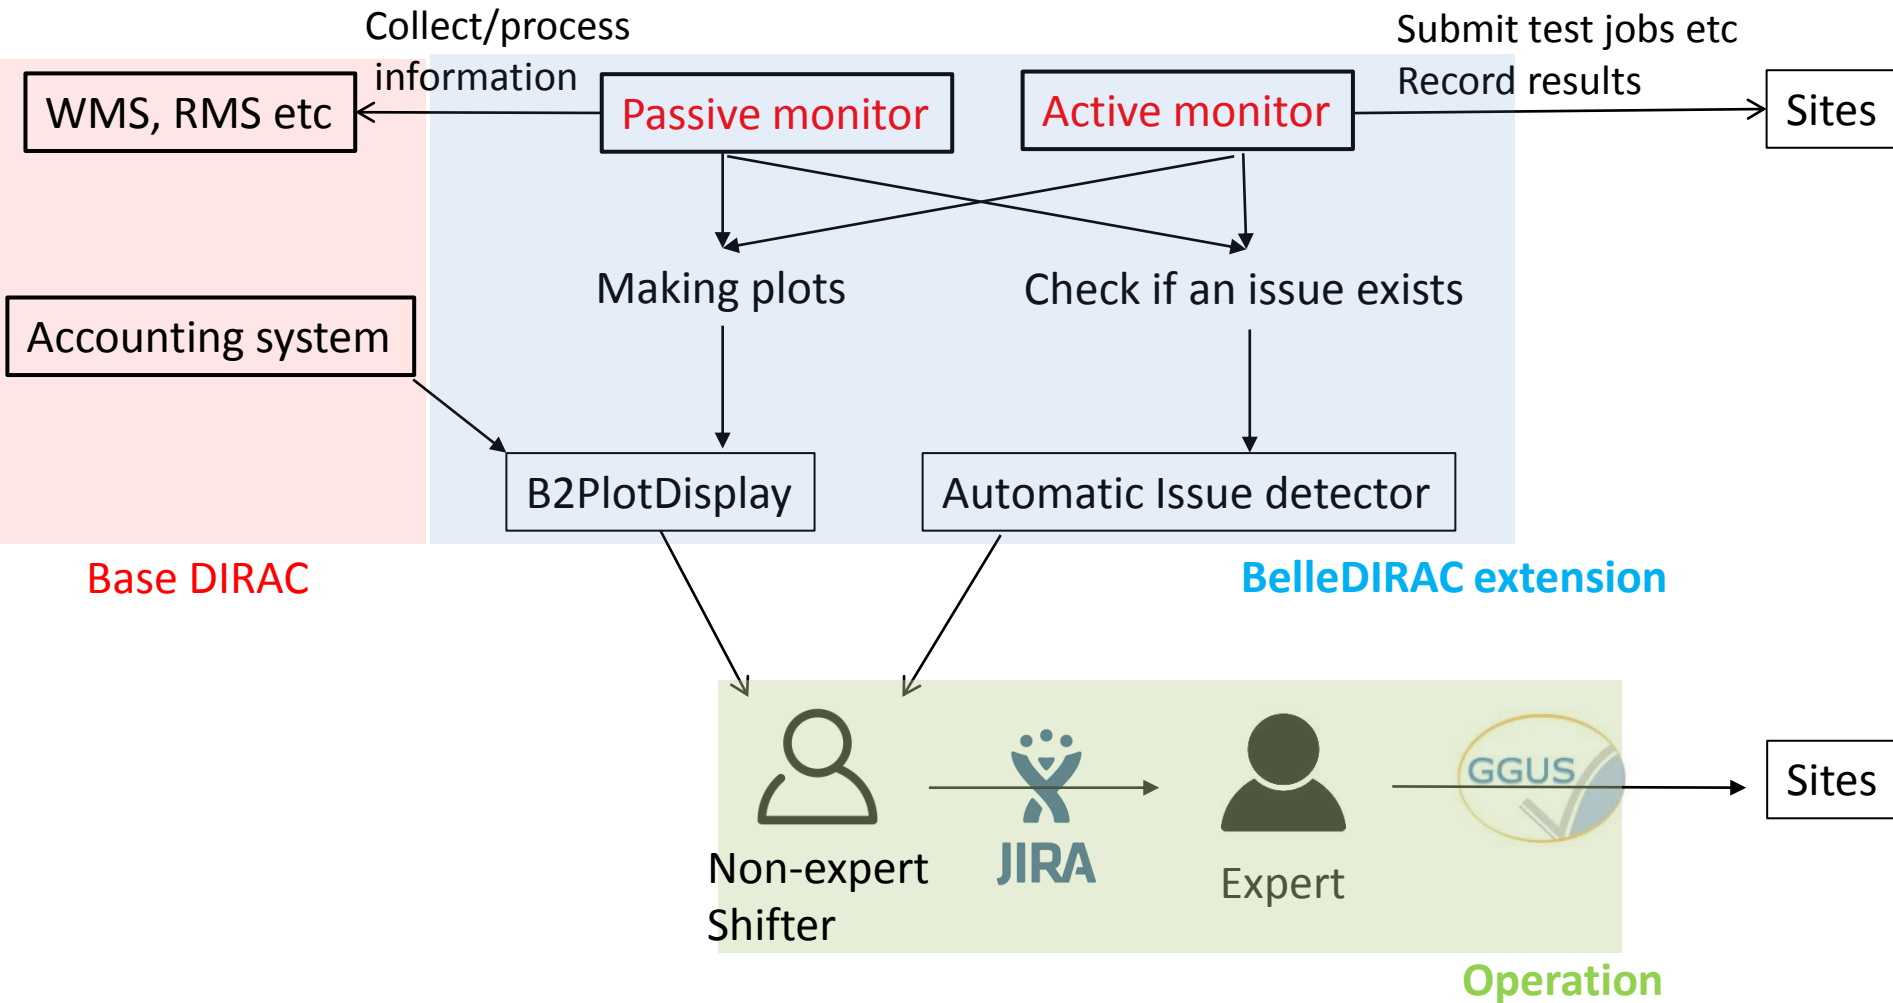 Collect/process
information
Submit test jobs etc
Record results
WMS, RMS etc
Passive monitor
Active monitor
Sites
Making plots
Check if an issue exists
Accounting system
B2PlotDisplay
Automatic Issue detector
Base DIRAC
BelleDIRAC extension
GGUS
Sites
JIRA
Non-expert
Shifter
Expert
Operation